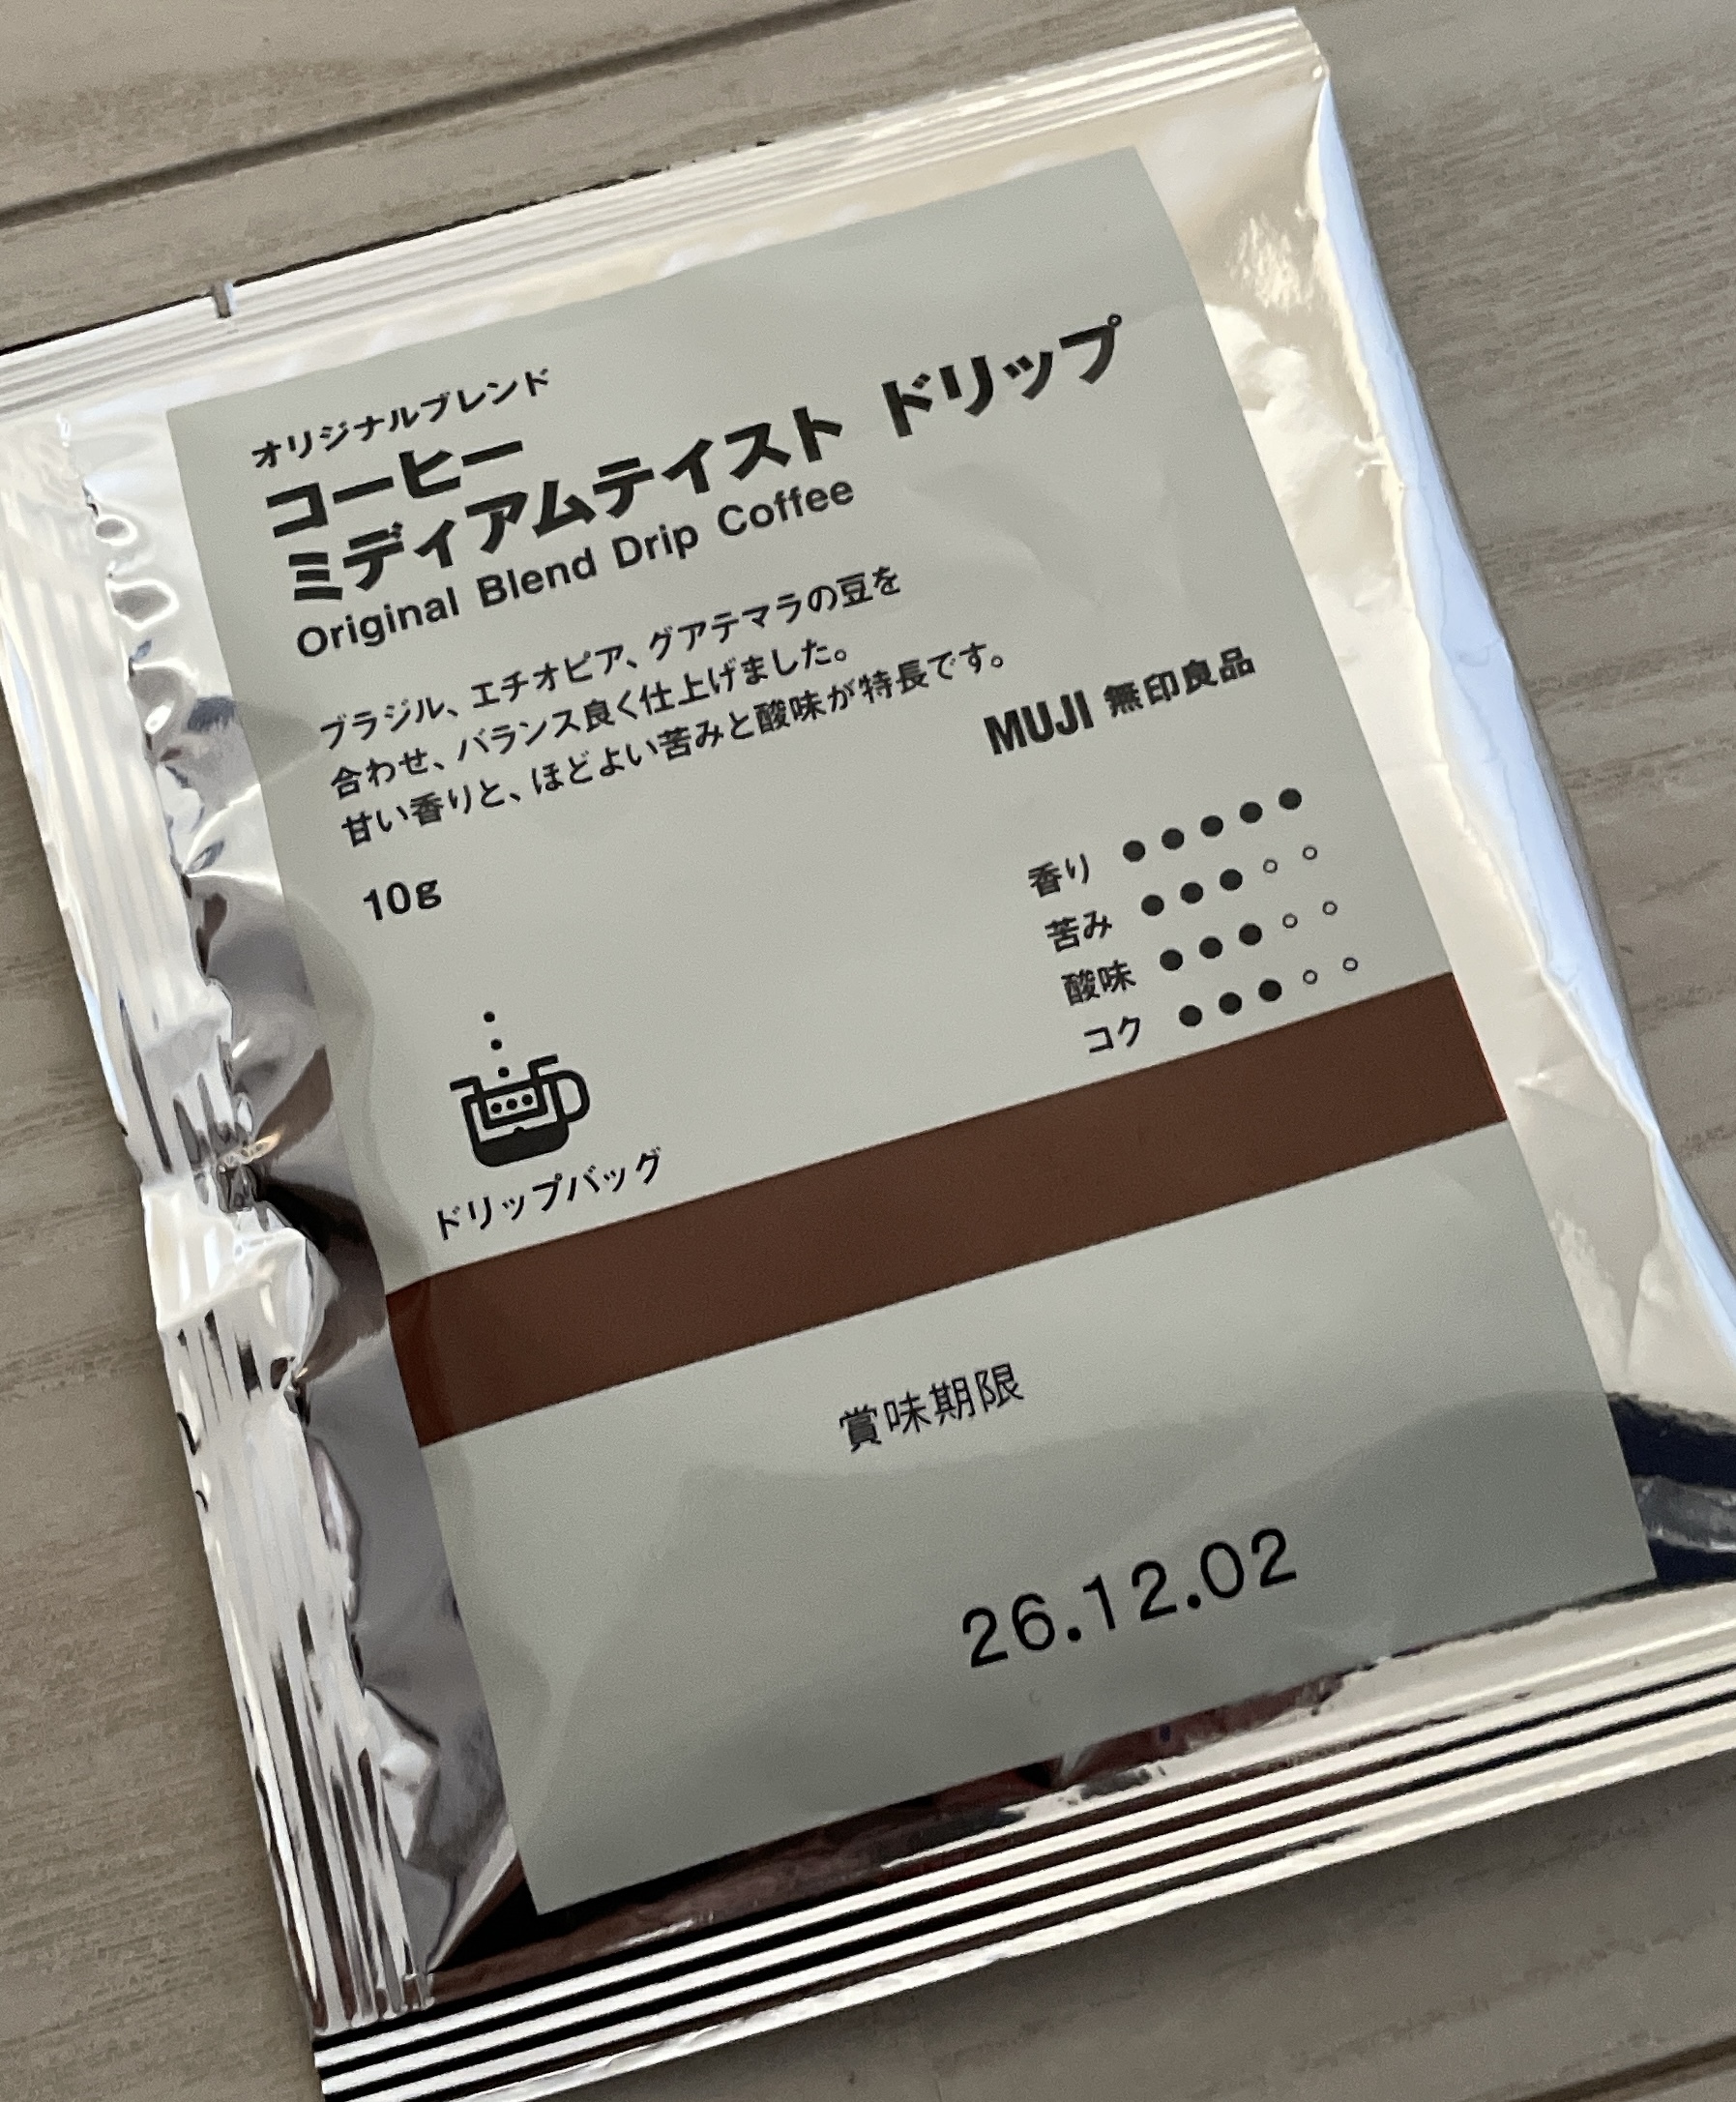 オリジナルブレンド
コーヒー
ミディアムテイスト ドリップ
Original Blend Drip Coffee
ブラジル、エチオピア、グアテマラの豆を
合わせ、バランス良く仕上げました。
甘い香りと、ほどよい苦みと酸味が特長です。
MUJI 無印良品
10g
香り ●●●●●
苦み ●●●○○
酸味 ●●●○○
コク ●●●○○
ドリップバッグ
賞味期限
26.12.02